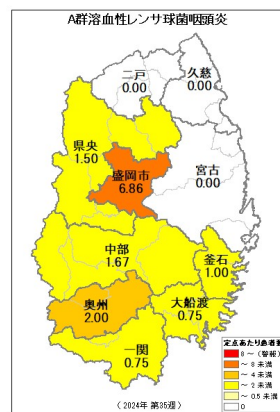 A群溶血性レンサ球菌咽頭炎
二戸
0.00
久慈
0.00
県央
1.50
盛岡市
6.86
宮古
0.00
中部
1.67
釜石
1.00
奥州
2.00
大船渡
0.75
一関
0.75
定点あたり患者数
8 ~ (警報)
~ 8 未満
~ 4 未満
~ 2 未満
~ 0.5 未満
0
( 2024年 第35週 )